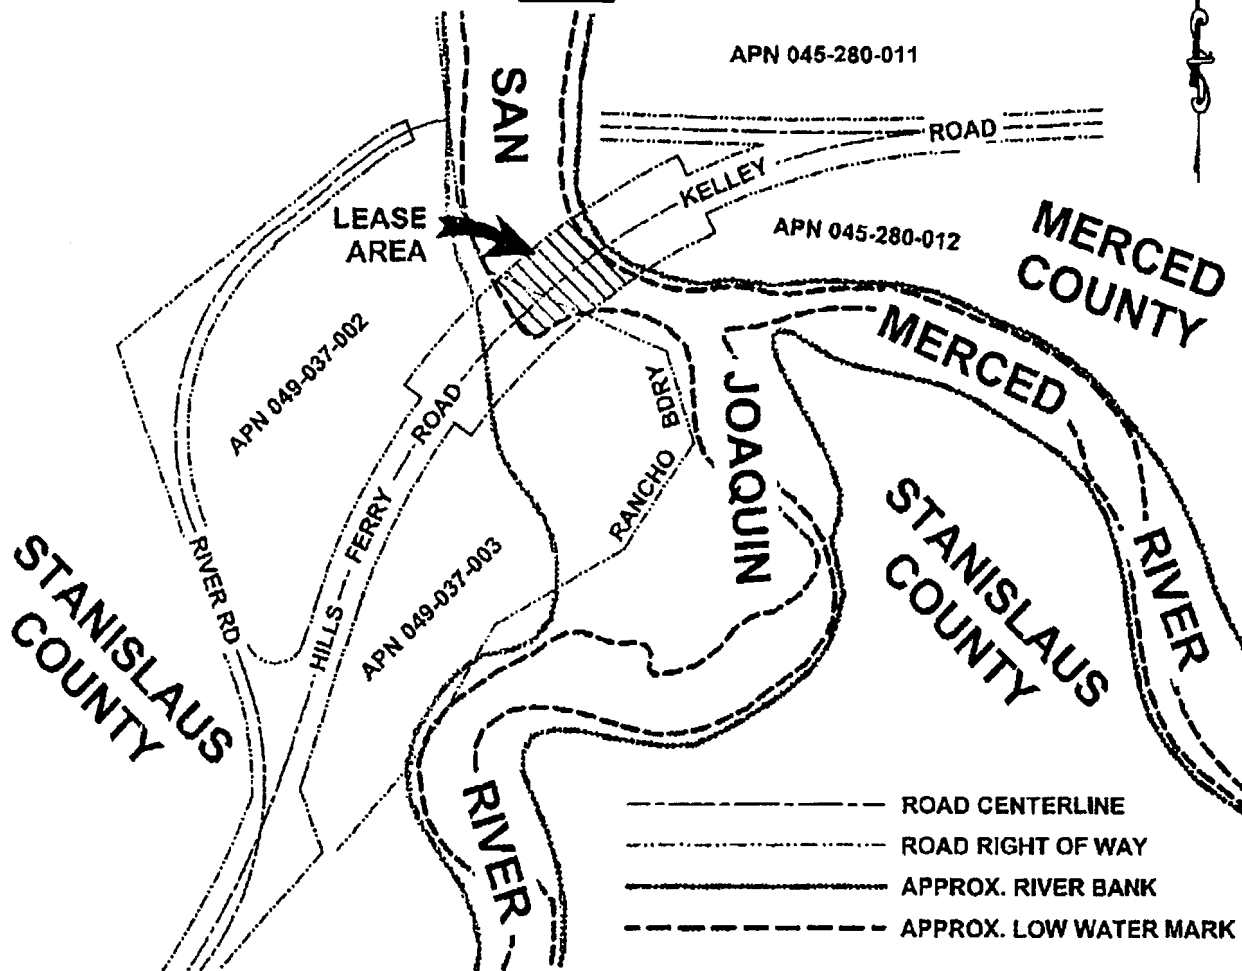 APN 045-280-011
SAN
ROAD
KELLEY
LEASE
AREA
APN 045-280-012
MERCED
COUNTY
MERCED
APN 049-037-002
BDRY
JOAQUIN
ROAD
RANCHO
FERRY
STANISLAUS
COUNTY
RIVER
STANISLAUS
COUNTY
RIVER RD
HILLS
APN 049-037-003
RIVER
ROAD CENTERLINE
ROAD RIGHT OF WAY
APPROX. RIVER BANK
APPROX. LOW WATER MARK